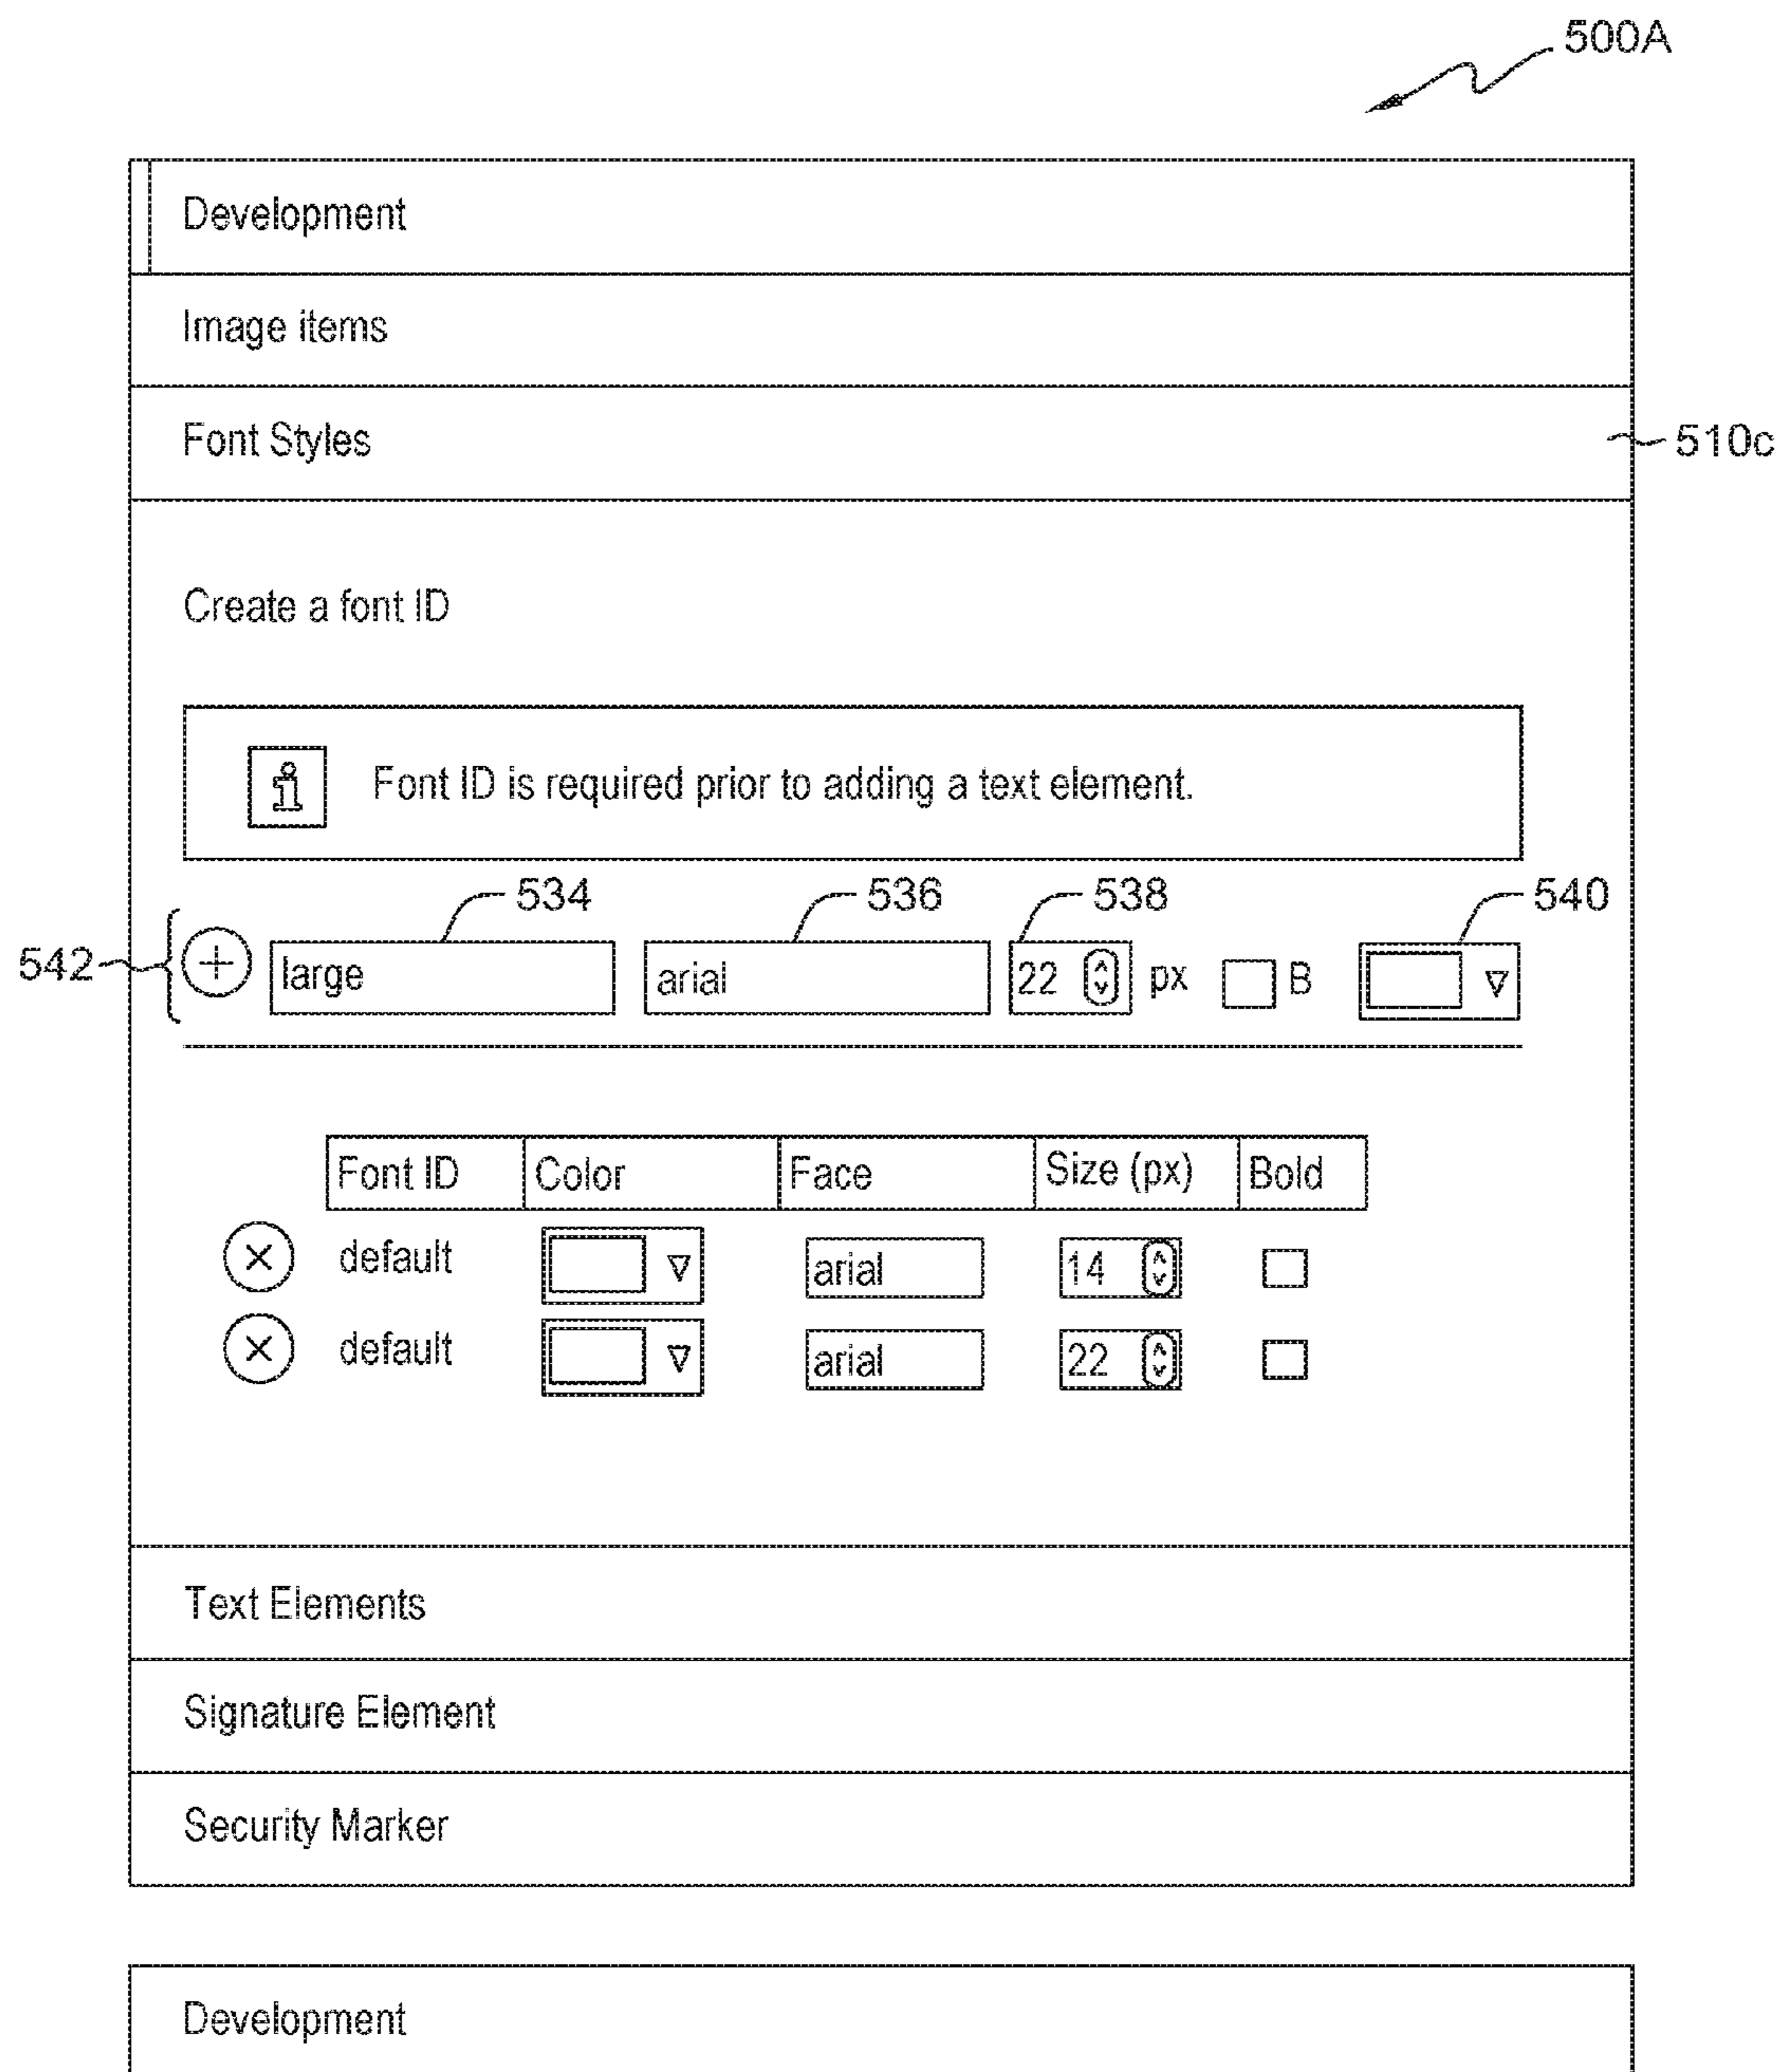 500A
Development
Image items
Font Styles 510c
Create a font ID
i Font ID is required prior to adding a text element.
534 536 538 540
542 + large arial 22 px B
Font ID Color Face Size (px) Bold
× default arial 14
× default arial 22
Text Elements
Signature Element
Security Marker
Development